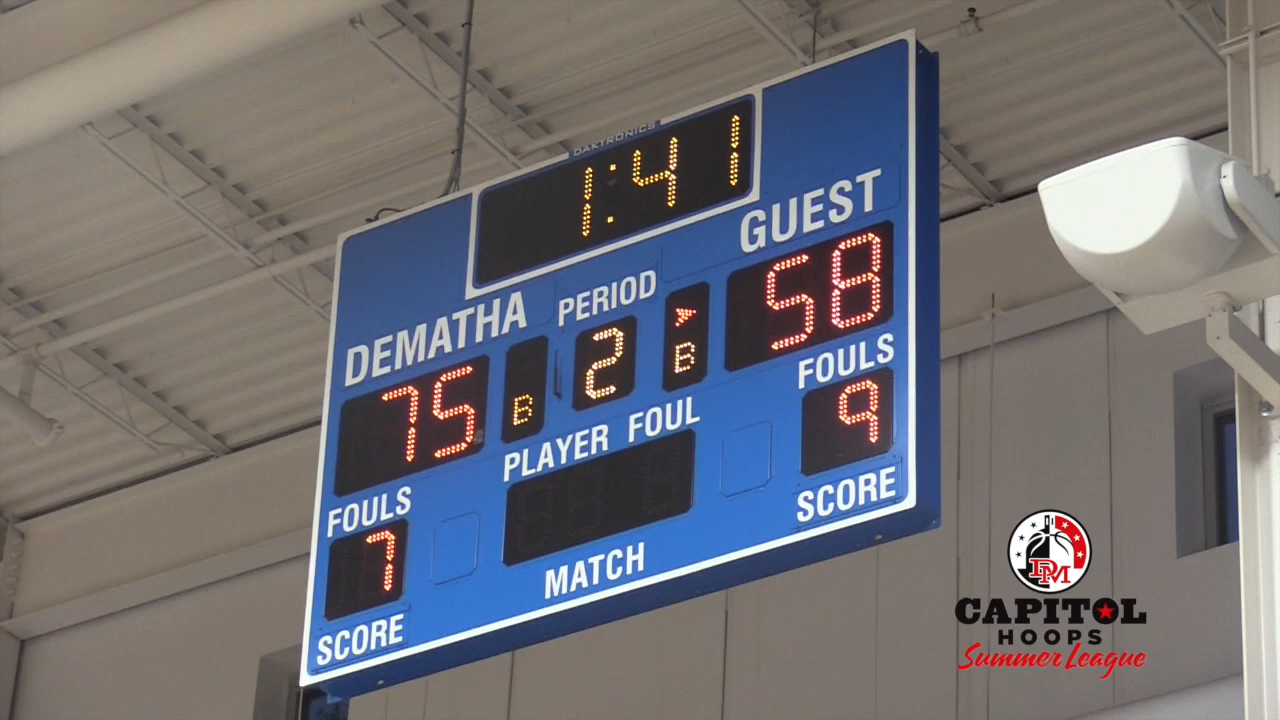 DAKTRONICS
1:41
GUEST
DEMATHA
PERIOD
75
B
2
B
58
FOULS
PLAYER FOUL
9
FOULS
SCORE
7
MATCH
SCORE
DM
CAPITOL
HOOPS
Summer League